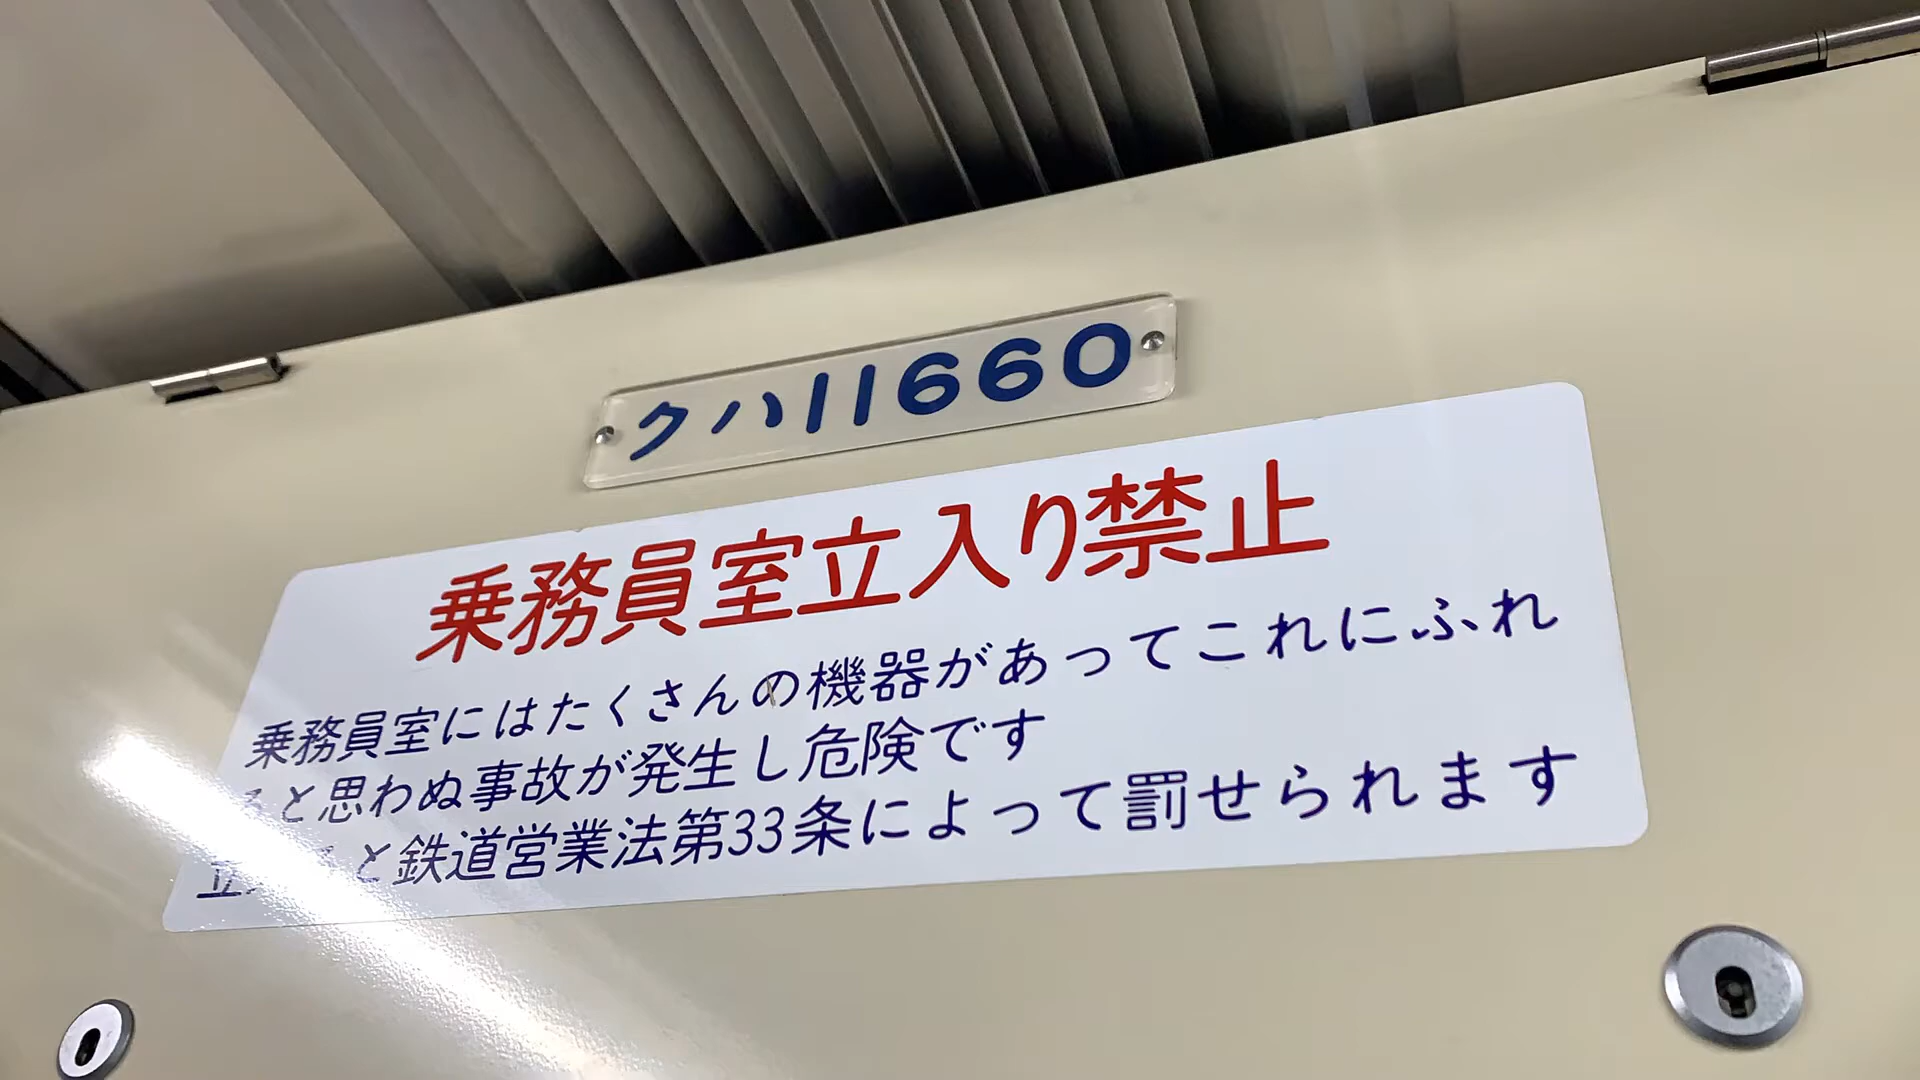 クハ11660
乗務員室立入り禁止
乗務員室にはたくさんの機器があってこれにふれ
ると思わぬ事故が発生し危険です
と鉄道営業法第33条によって罰せられます